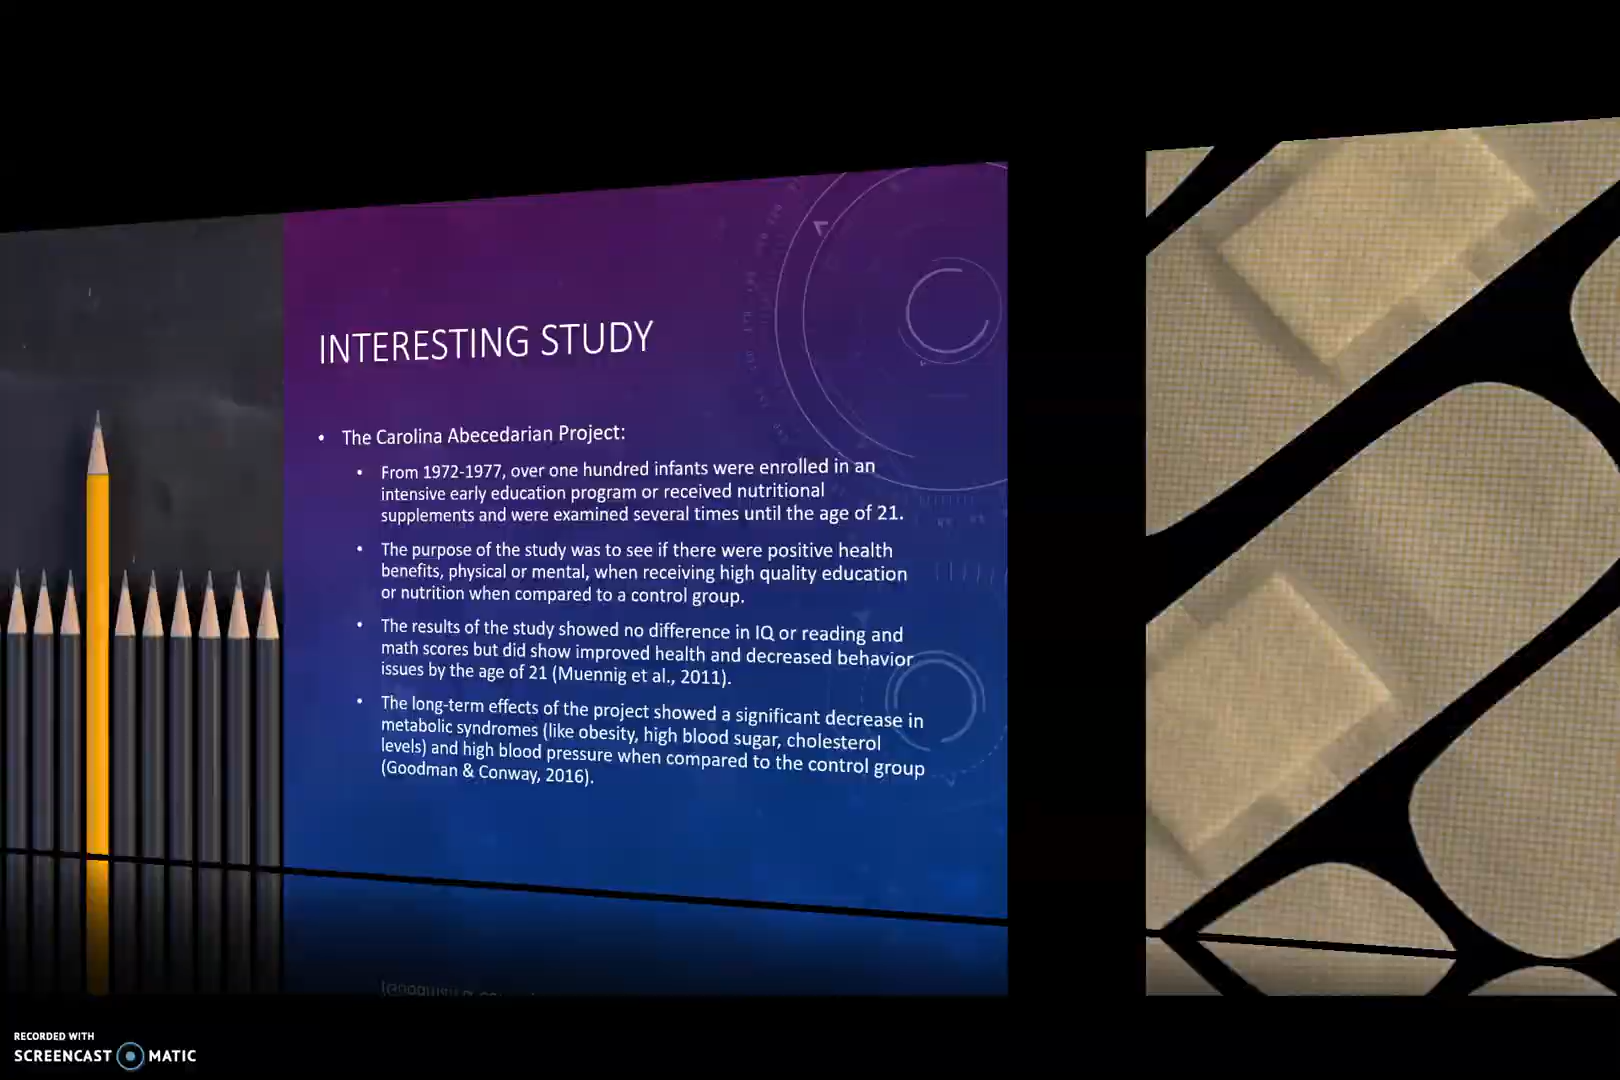 INTERESTING STUDY
• The Carolina Abecedarian Project:
• From 1972-1977, over one hundred infants were enrolled in an
intensive early education program or received nutritional
supplements and were examined several times until the age of 21.
• The purpose of the study was to see if there were positive health
benefits, physical or mental, when receiving high quality education
or nutrition when compared to a control group.
• The results of the study showed no difference in IQ or reading and
math scores but did show improved health and decreased behavior
issues by the age of 21 (Muennig et al., 2011).
• The long-term effects of the project showed a significant decrease in
metabolic syndromes (like obesity, high blood sugar, cholesterol
levels) and high blood pressure when compared to the control group
(Goodman & Conway, 2016).
RECORDED WITH
SCREENCAST MATIC